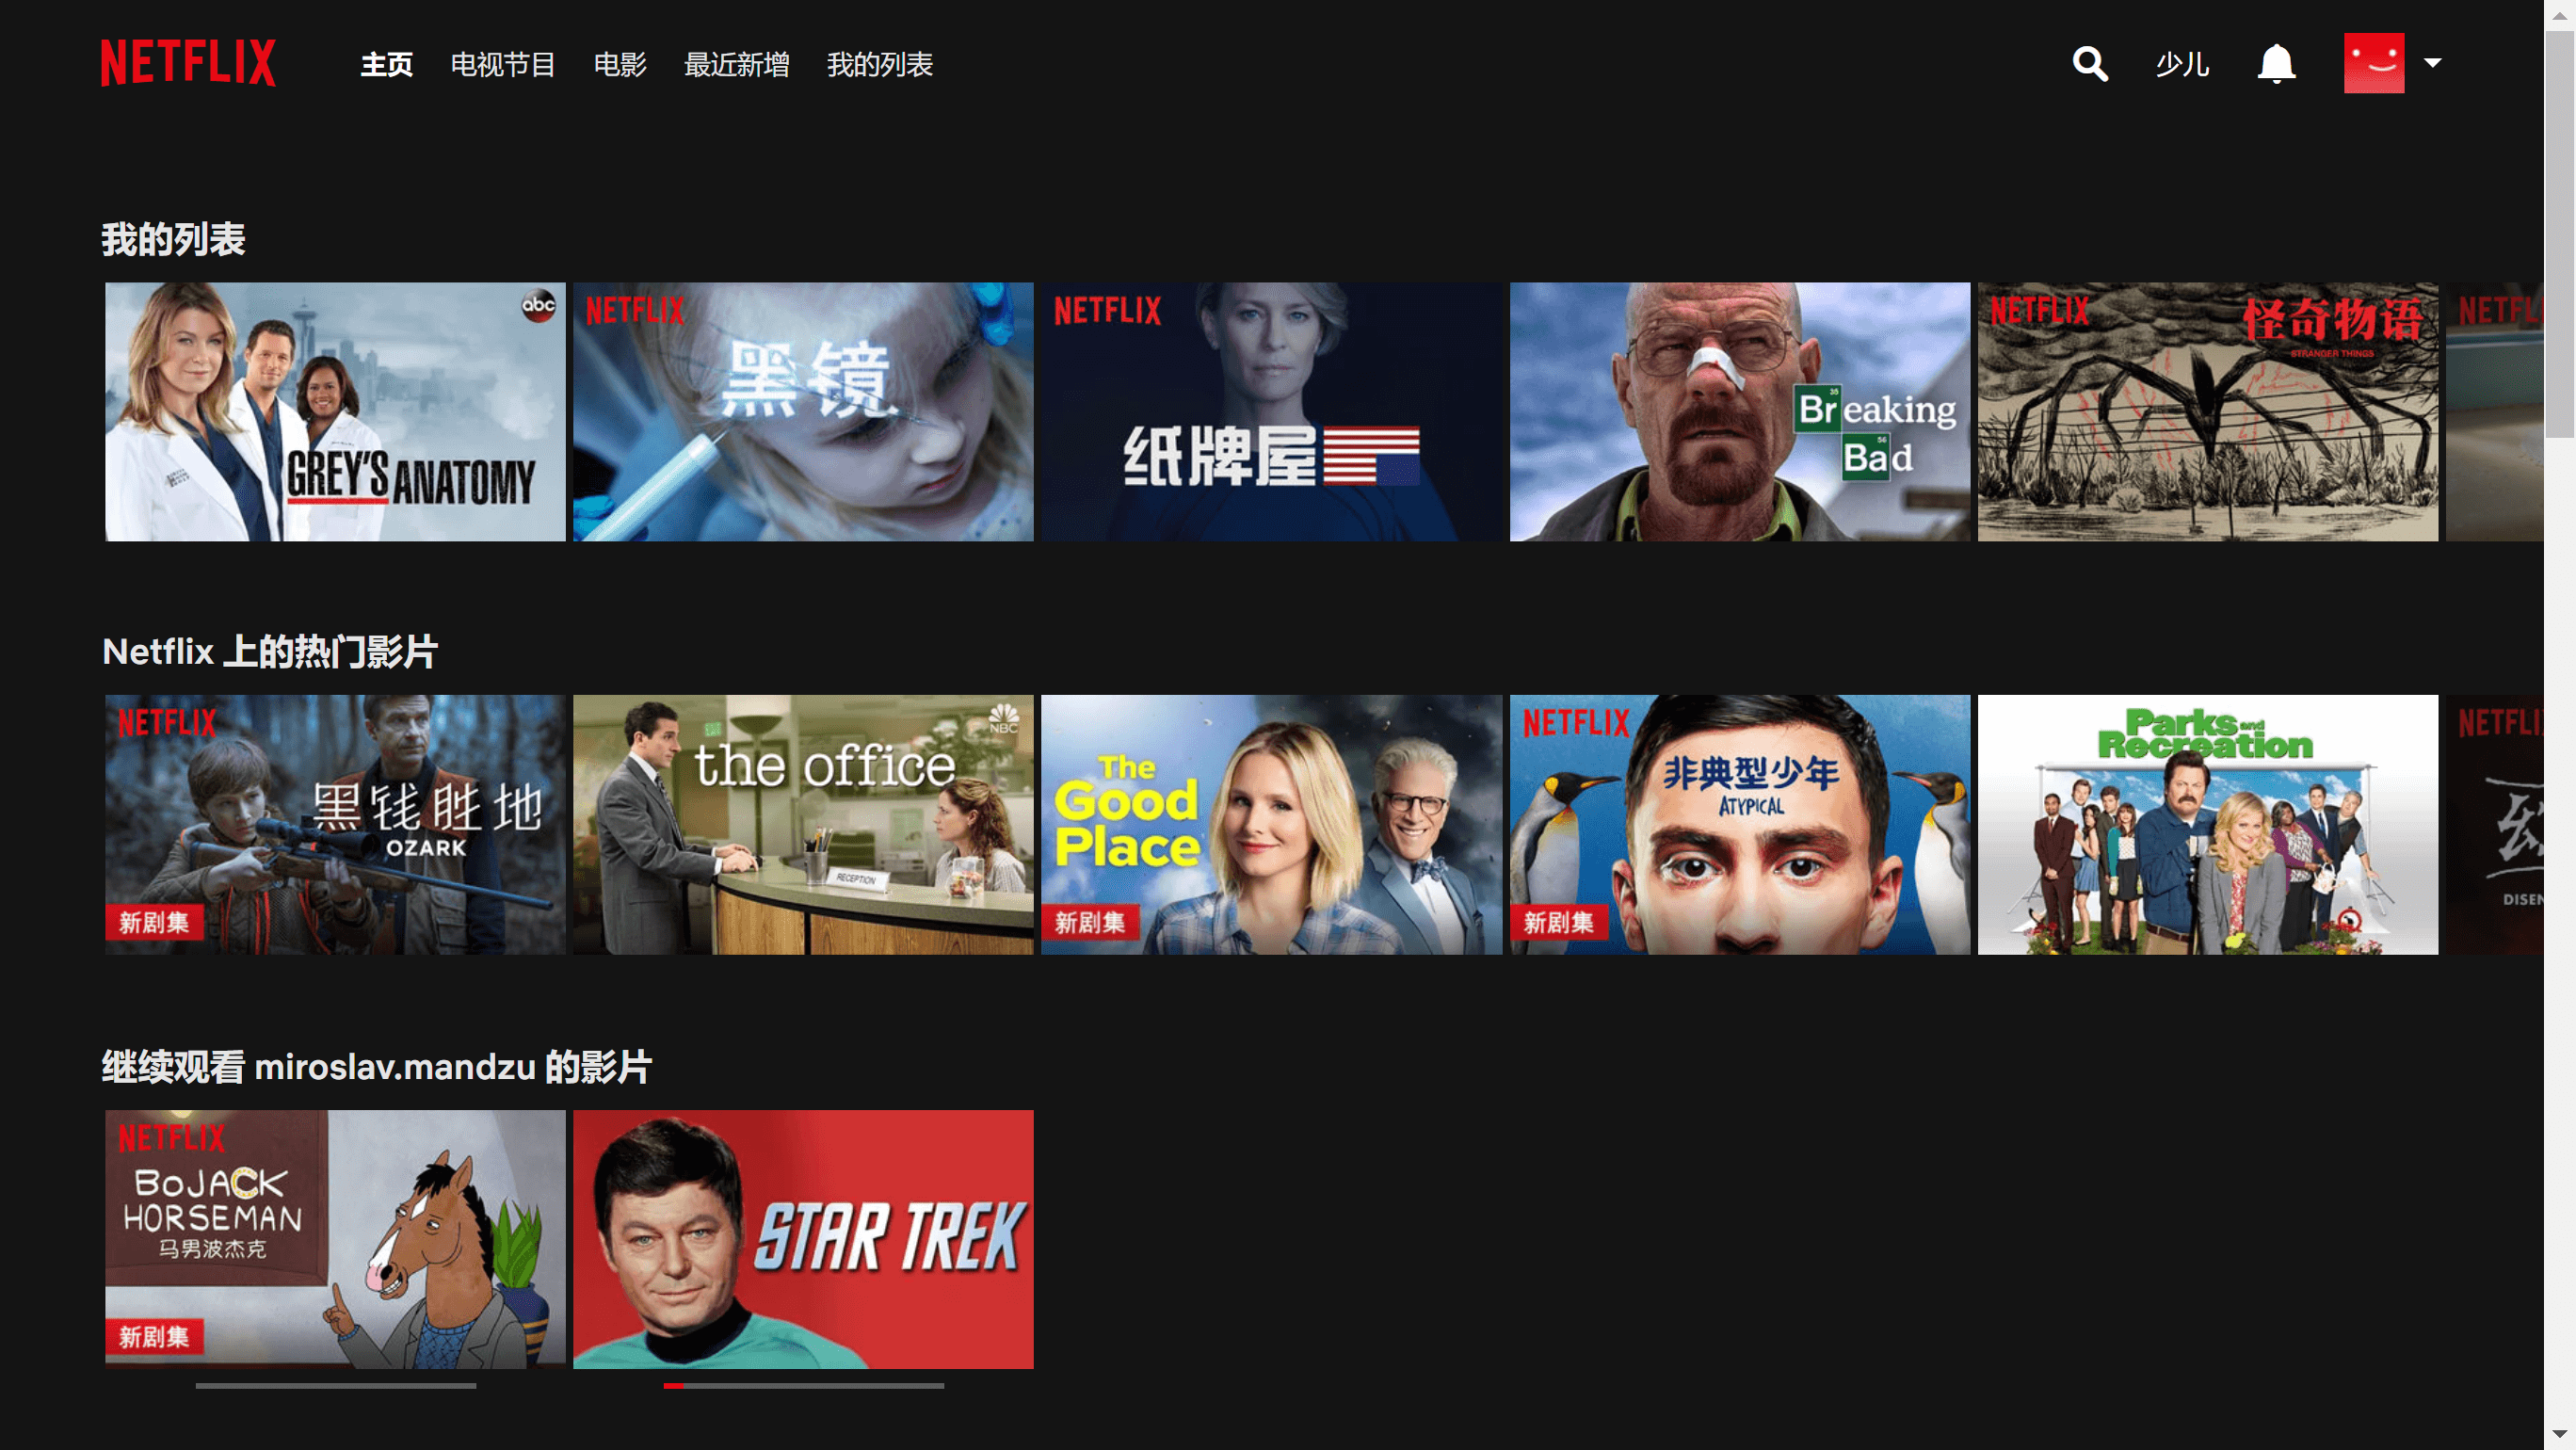 NETFLIX
主页 电视节目 电影 最近新增 我的列表
少儿
我的列表
abc
GREY'S ANATOMY
NETFLIX
黑镜
NETFLIX
纸牌屋
35
Breaking
56
Bad
NETFLIX
怪奇物语
STRANGER THINGS
Netflix 上的热门影片
NETFLIX
黑钱胜地
OZARK
新剧集
NBC
the office
RECEPTION
The
Good
Place
新剧集
NETFLIX
非典型少年
ATYPICAL
新剧集
Parks and
Recreation
继续观看 miroslav.mandzu 的影片
NETFLIX
BOJACK
HORSEMAN
马男波杰克
新剧集
STAR TREK